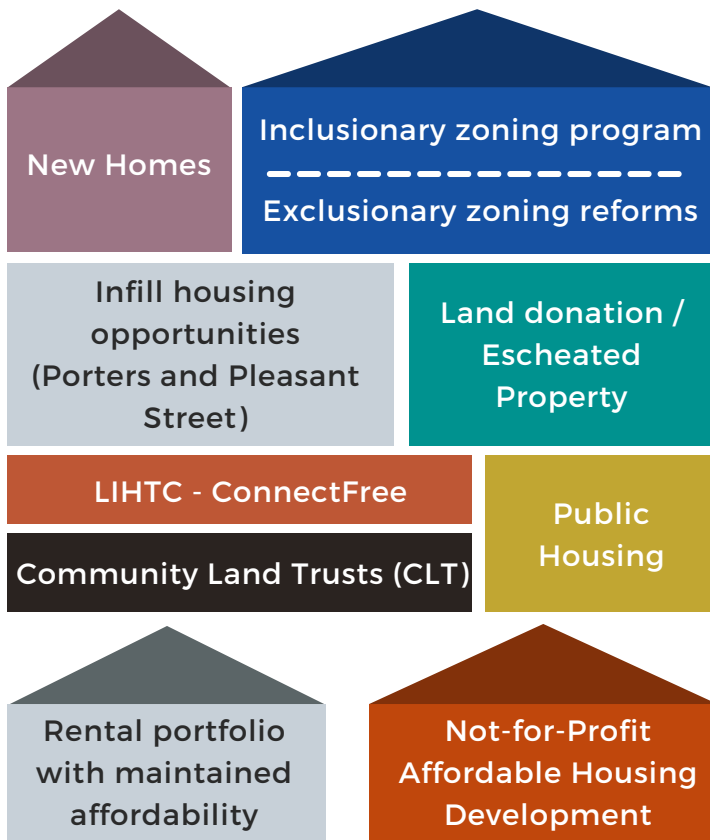 New Homes
Inclusionary zoning program
Exclusionary zoning reforms
Infill housing
opportunities
(Porters and Pleasant
Street)
Land donation /
Escheated
Property
LIHTC - ConnectFree
Community Land Trusts (CLT)
Public
Housing
Rental portfolio
with maintained
affordability
Not-for-Profit
Affordable Housing
Development